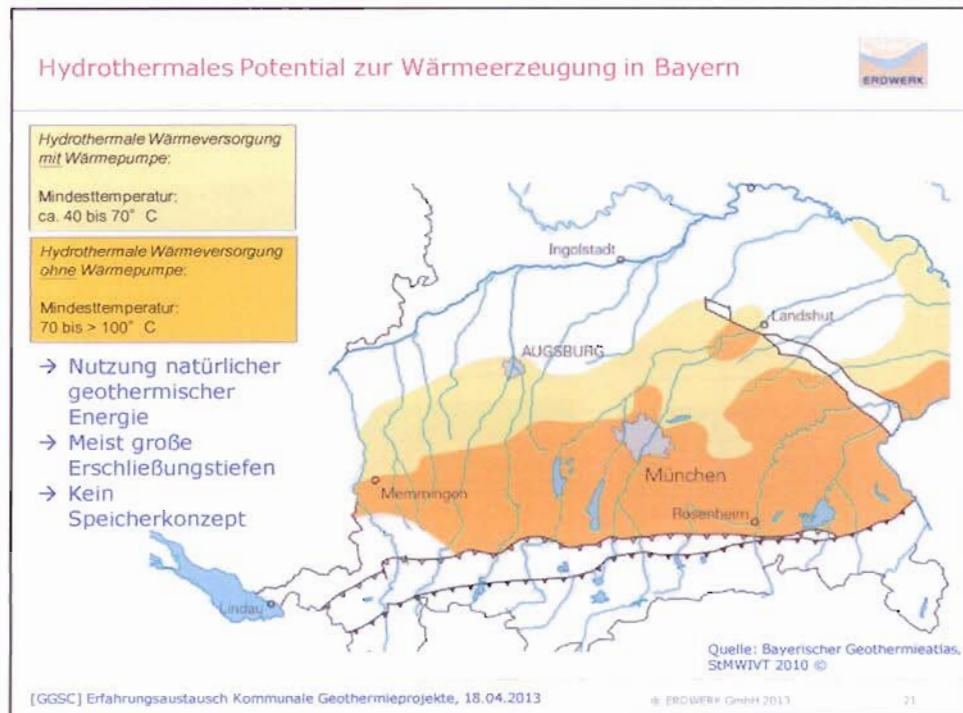 Hydrothermales Potential zur Wärmeerzeugung in Bayern
ERDWERK
Hydrothermale Wärmeversorgung
mit Wärmepumpe:
Mindesttemperatur:
ca. 40 bis 70° C
Hydrothermale Wärmeversorgung
ohne Wärmepumpe:
Mindesttemperatur:
70 bis > 100° C
→ Nutzung natürlicher
geothermischer
Energie
→ Meist große
Erschließungstiefen
→ Kein
Speicherkonzept
Ingolstadt
Landshut
AUGSBURG
München
Memmingen
Rosenheim
Lindau
Quelle: Bayerischer Geothermieatlas,
StMWIVT 2010 ©
[GGSC] Erfahrungsaustausch Kommunale Geothermieprojekte, 18.04.2013
© ERDWERK GmbH 2013
21